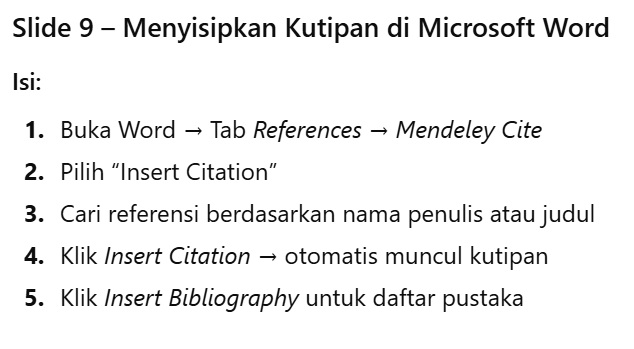 Slide 9 – Menyisipkan Kutipan di Microsoft Word
Isi:
1. Buka Word → Tab References → Mendeley Cite
2. Pilih “Insert Citation”
3. Cari referensi berdasarkan nama penulis atau judul
4. Klik Insert Citation → otomatis muncul kutipan
5. Klik Insert Bibliography untuk daftar pustaka